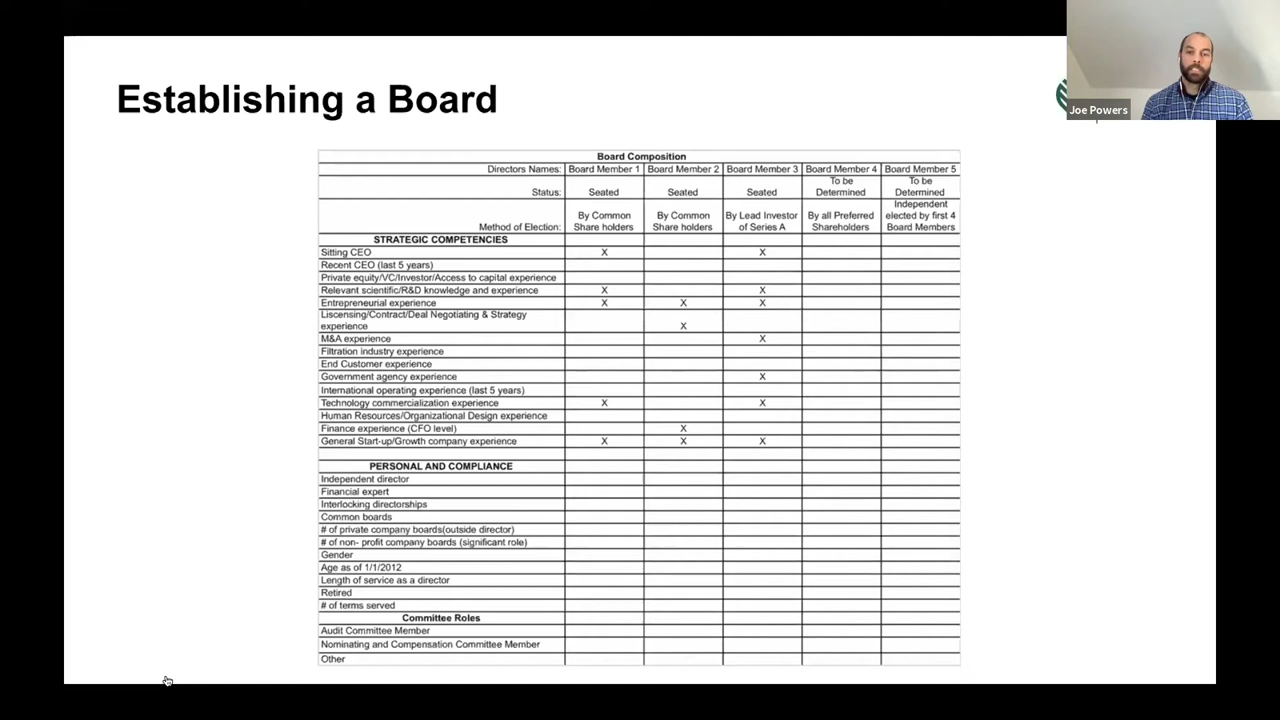 Establishing a Board
Joe Powers
Board Composition
Directors Names: Board Member 1 Board Member 2 Board Member 3 Board Member 4 Board Member 5
Status: Seated Seated Seated To be Determined To be Determined
Method of Election: By Common Share holders By Common Share holders By Lead Investor of Series A By all Preferred Shareholders Independent elected by first 4 Board Members
STRATEGIC COMPETENCIES
Sitting CEO X X
Recent CEO (last 5 years)
Private equity/VC/Investor/Access to capital experience
Relevant scientific/R&D knowledge and experience X X
Entrepreneurial experience X X X
Liscensing/Contract/Deal Negotiating & Strategy
experience X
M&A experience X
Filtration industry experience
End Customer experience
Government agency experience X
International operating experience (last 5 years)
Technology commercialization experience X X
Human Resources/Organizational Design experience
Finance experience (CFO level) X
General Start-up/Growth company experience X X X
PERSONAL AND COMPLIANCE
Independent director
Financial expert
Interlocking directorships
Common boards
# of private company boards(outside director)
# of non- profit company boards (significant role)
Gender
Age as of 1/1/2012
Length of service as a director
Retired
# of terms served
Committee Roles
Audit Committee Member
Nominating and Compensation Committee Member
Other